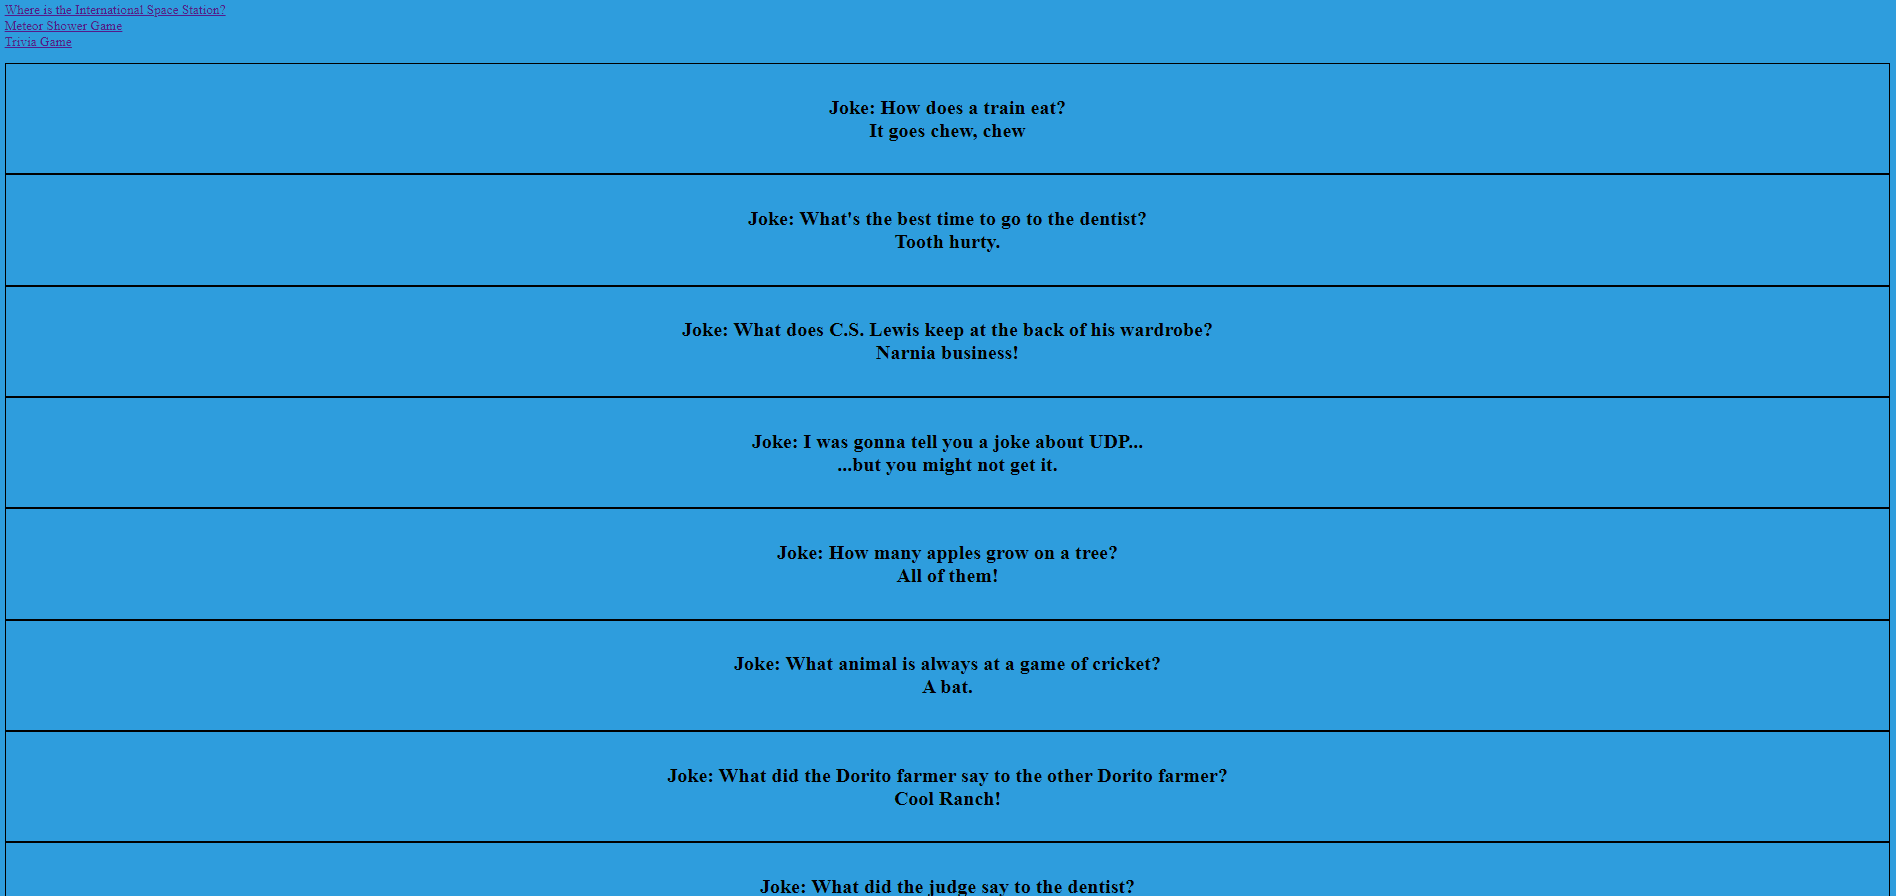 Where is the International Space Station?
Meteor Shower Game
Trivia Game
Joke: How does a train eat?
It goes chew, chew
Joke: What's the best time to go to the dentist?
Tooth hurty.
Joke: What does C.S. Lewis keep at the back of his wardrobe?
Narnia business!
Joke: I was gonna tell you a joke about UDP...
...but you might not get it.
Joke: How many apples grow on a tree?
All of them!
Joke: What animal is always at a game of cricket?
A bat.
Joke: What did the Dorito farmer say to the other Dorito farmer?
Cool Ranch!
Joke: What did the judge say to the dentist?